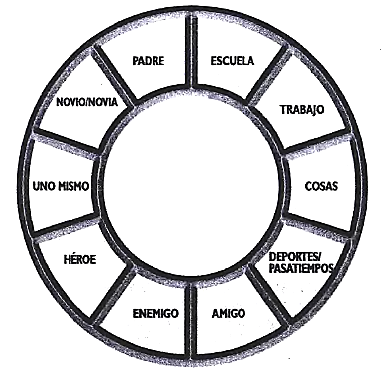 PADRE
ESCUELA
TRABAJO
COSAS
DEPORTES/
PASATIEMPOS
AMIGO
ENEMIGO
HÉROE
UNO MISMO
NOVIO/NOVIA